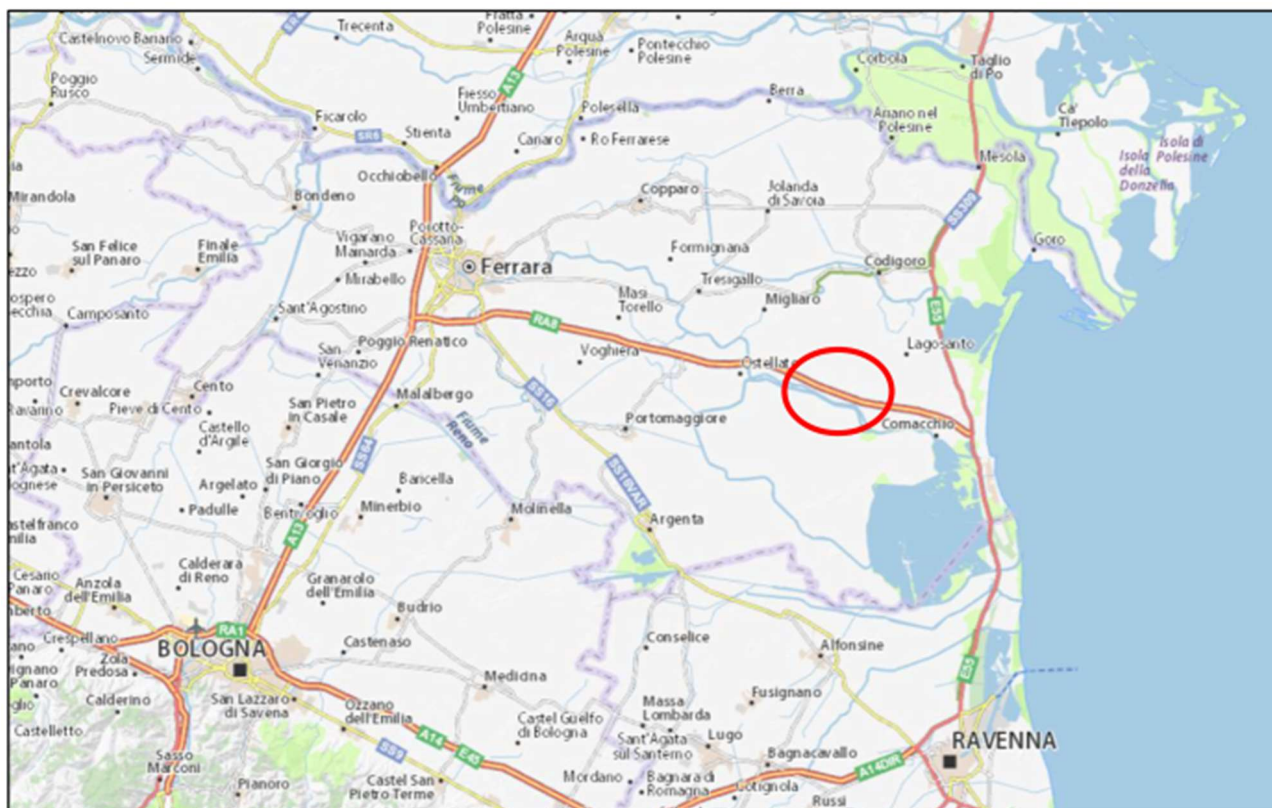 Fratta
Polesine
Trecenta
Castelnovo Bariano
Sermide
Arquà
Polesine
Pontecchio
Polesine
Corbola
Taglio
di Po
Poggio
Rusco
A13
Fiesso
Umbertiano
Polesella
Berra
Ariano nel
Polesine
Ca'
Tiepolo
Ficarolo
SR6
Stienta
Canaro
Ro Ferrarese
Isola di
Polesine
Isola
della
Donzella
Mesola
Occhiobello
Fiume
Po
Mirandola
Bondeno
Copparo
Jolanda
di Savoia
SS309
Porotto-
Cassana
Vigarano
Mainarda
Formignana
Goro
San Felice
sul Panaro
Finale
Emilia
Mirabello
Ferrara
Tresigallo
Codigoro
Masi
Torello
Migliaro
E55
Camposanto
Sant'Agostino
RA8
San
Venanzio
Poggio Renatico
Voghiera
Ostellato
Lagosanto
Crevalcore
Cento
Pieve di Cento
Malalbergo
SS16
Castello
d'Argile
San Pietro
in Casale
Fiume
Reno
Portomaggiore
Comacchio
SS64
San Giovanni
in Persiceto
San Giorgio
di Piano
Argelato
Padulle
Baricella
SS16VAR
Bentivoglio
Minerbio
Molinella
Argenta
A13
Calderara
di Reno
Granarolo
dell'Emilia
Anzola
dell'Emilia
Budrio
RA1
Crespellano
BOLOGNA
Castenaso
Conselice
Alfonsine
Zola
Predosa
Medicina
E55
Calderino
San Lazzaro
di Savena
Ozzano
dell'Emilia
Massa
Lombarda
Fusignano
Castelletto
Castel Guelfo
di Bologna
Sant'Agata
sul Santerno
Lugo
RAVENNA
SS9
A14
E45
Bagnacavallo
A14DIR
Sasso
Marconi
Pianoro
Castel San
Pietro Terme
Mordano
Bagnara di
Romagna
Cotignola
Russi